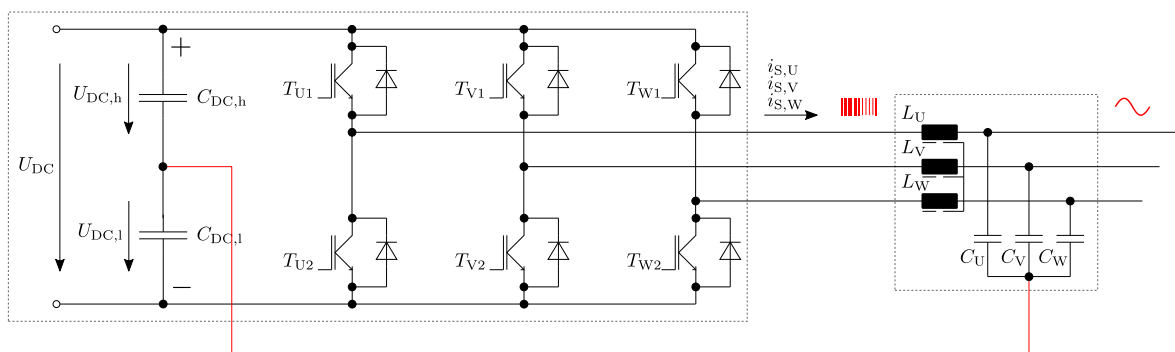 +
U_DC,h
C_DC,h
U_DC
U_DC,l
C_DC,l
−
T_U1
T_V1
T_W1
T_U2
T_V2
T_W2
i_S,U
i_S,V
i_S,W
L_U
L_V
L_W
C_U
C_V
C_W